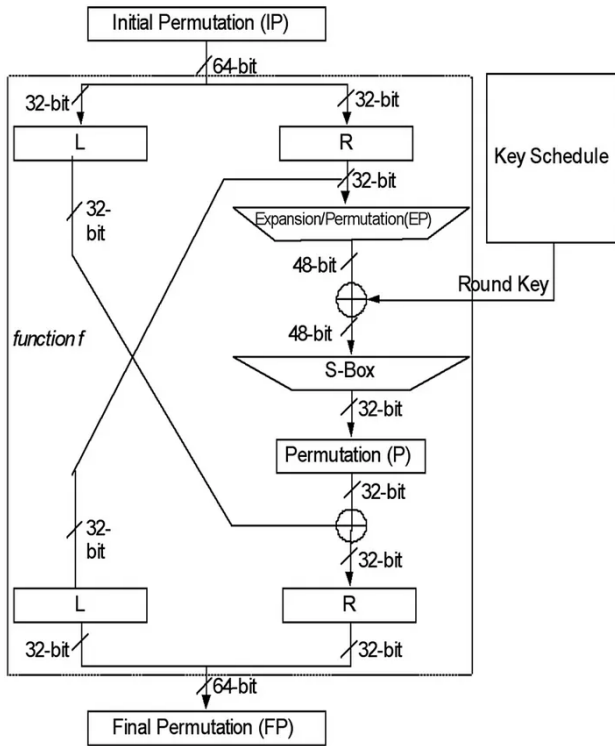 Initial Permutation (IP)
64-bit
32-bit
32-bit
L
R
Key Schedule
32-bit
32-
bit
Expansion/Permutation(EP)
48-bit
Round Key
48-bit
function f
S-Box
32-bit
Permutation (P)
32-bit
32-
bit
32-bit
L
R
32-bit
32-bit
64-bit
Final Permutation (FP)